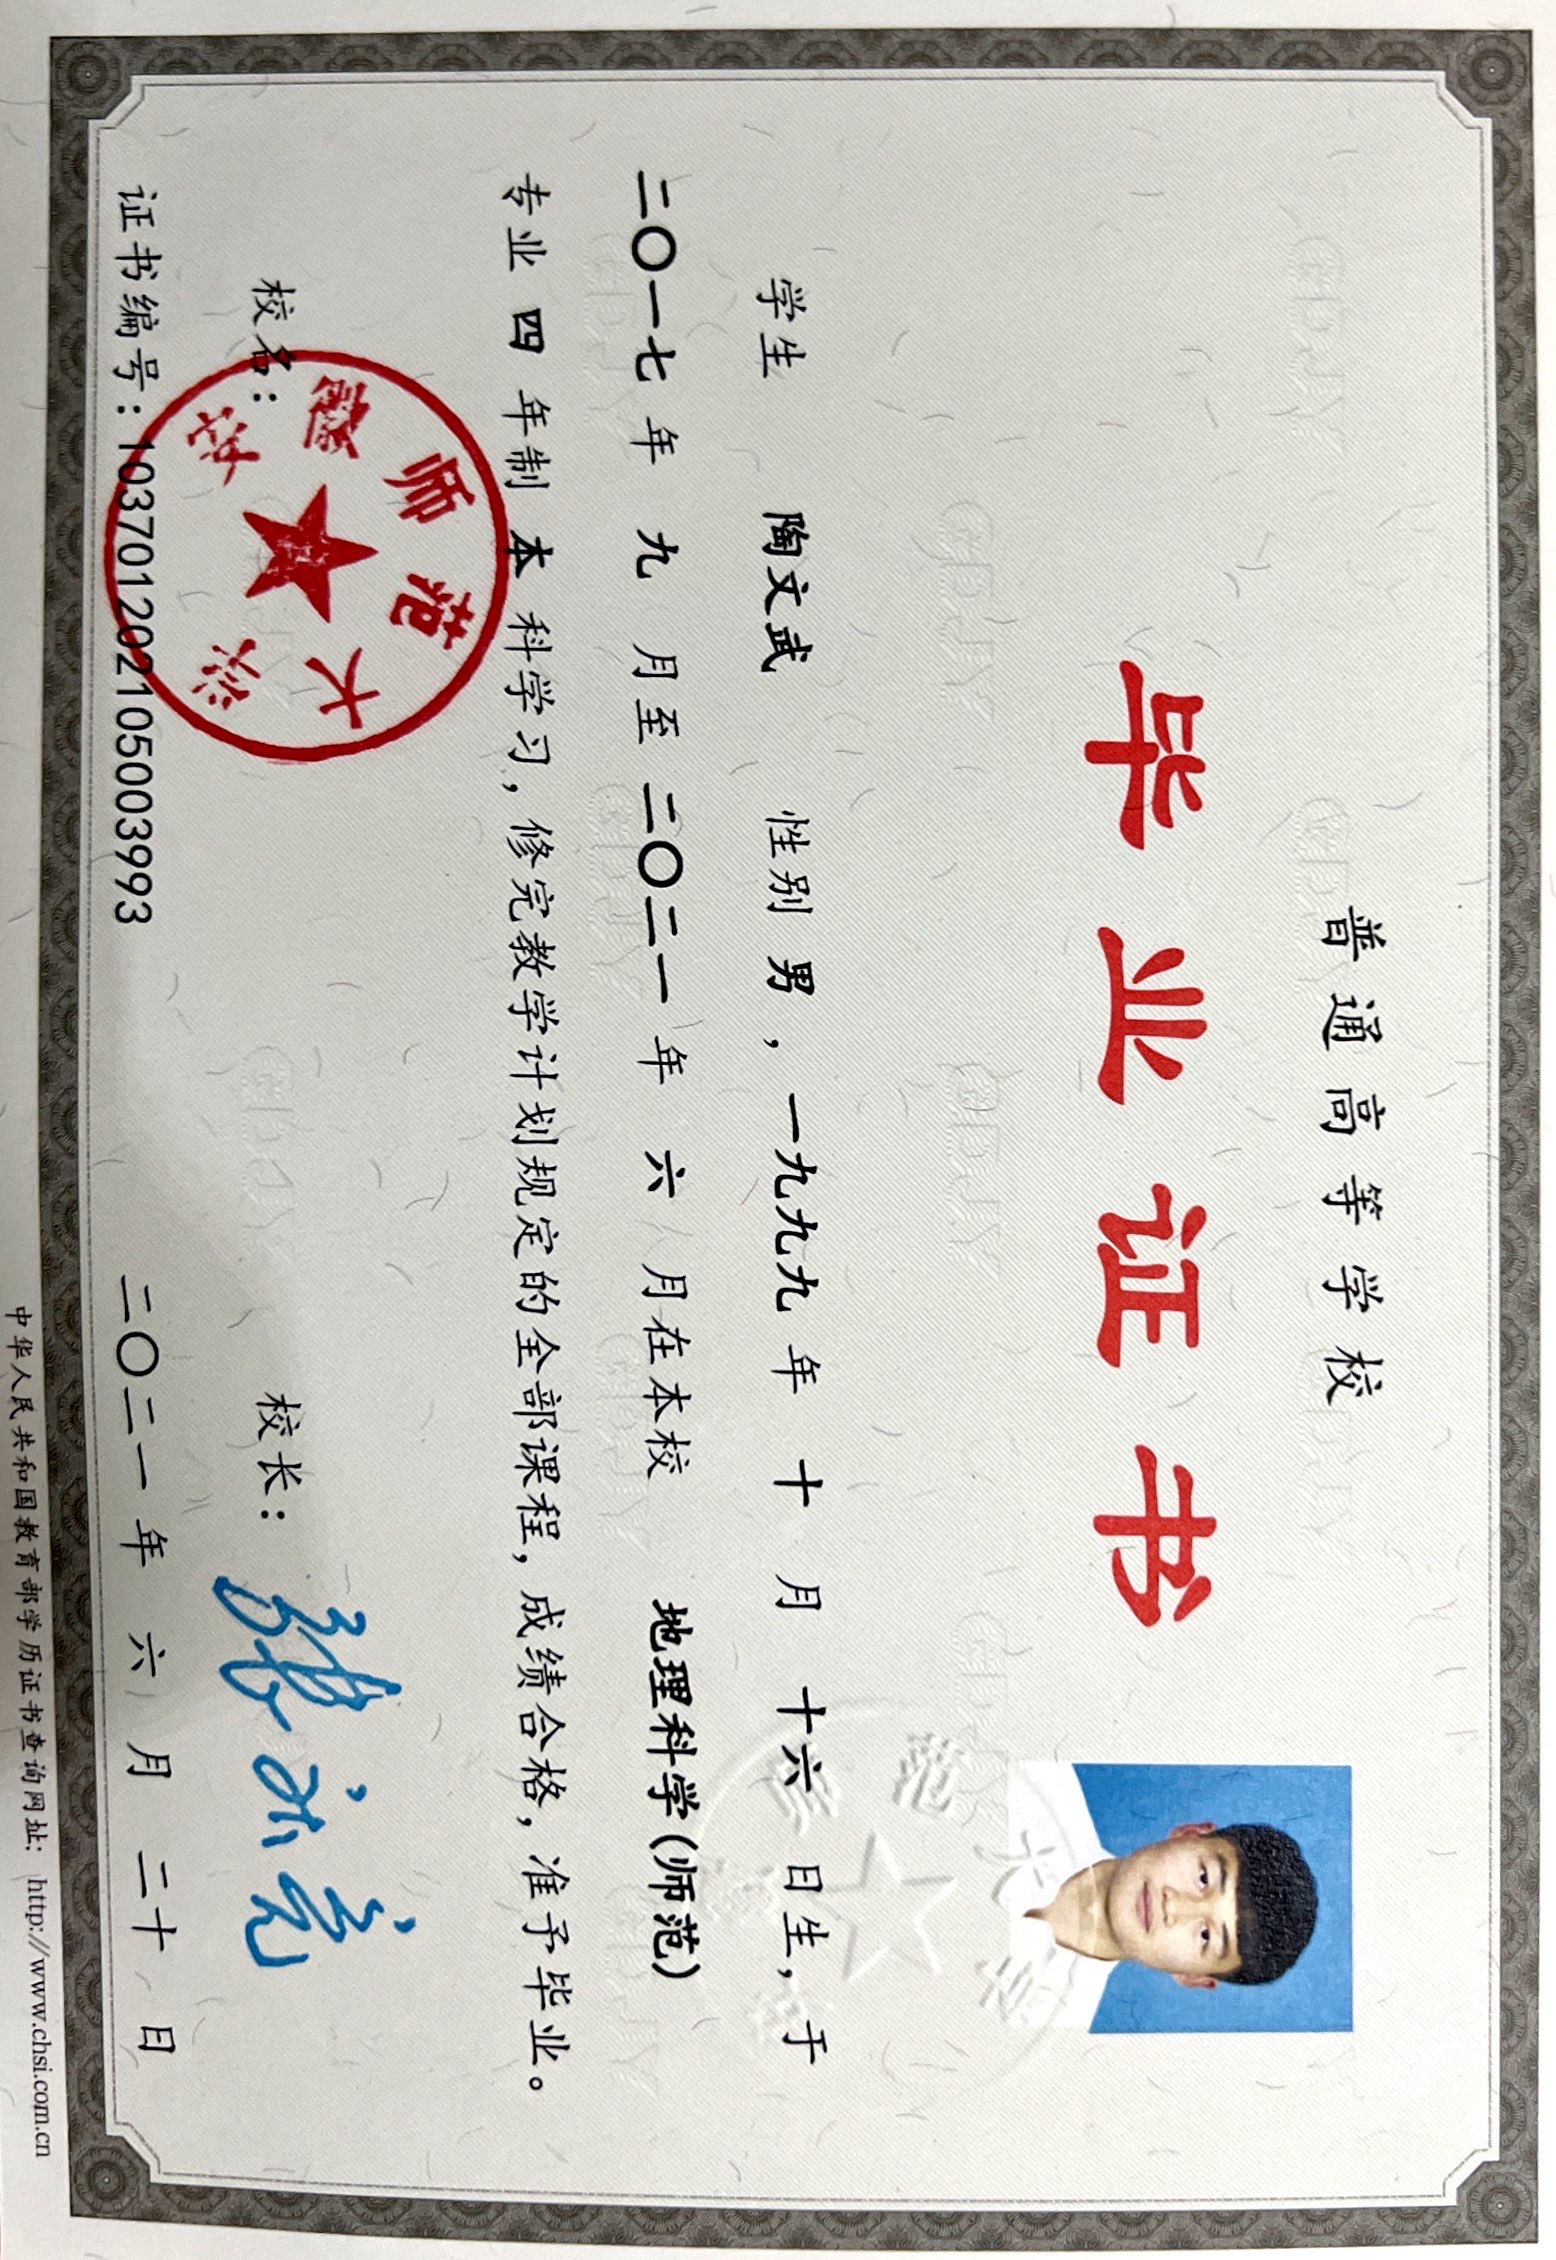 普通高等学校
毕业证书
学生 陶文武 性别 男 ，一九九九 年 十 月 十六 日生，于
二〇一七 年 九 月至 二〇二一 年 六 月在本校 地理科学(师范)
专业 四 年制 本 科学习，修完教学计划规定的全部课程，成绩合格，准予毕业。
校名： 校长：张永亮
证书编号：103701202105003993 二〇二一 年 六 月 二十 日
中华人民共和国教育部学历证书查询网址：http://www.chsi.com.cn